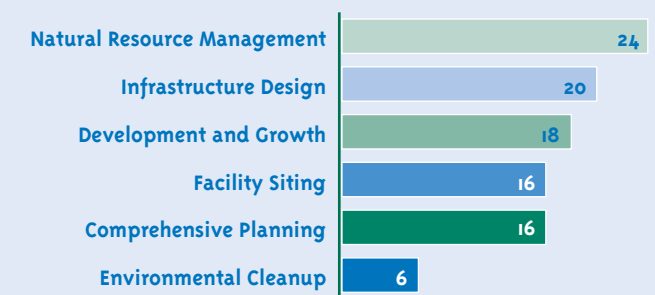 Natural Resource Management 24
Infrastructure Design 20
Development and Growth 18
Facility Siting 16
Comprehensive Planning 16
Environmental Cleanup 6